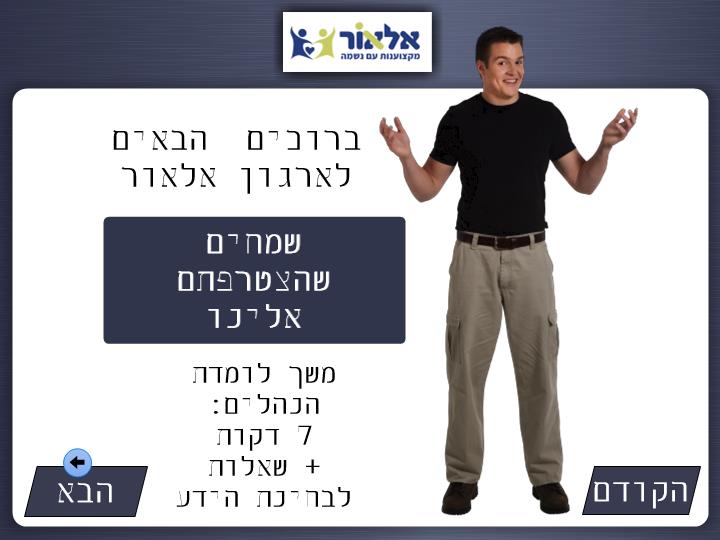 אלאור
מקצוענות עם נשמה
ברוכים הבאים
לארגון אלאור
שמחים
שהצטרפתם
אלינו
משך לומדת
הנהלים:
7 דקות
+ שאלות
לבחינת הידע
הקודם
הבא